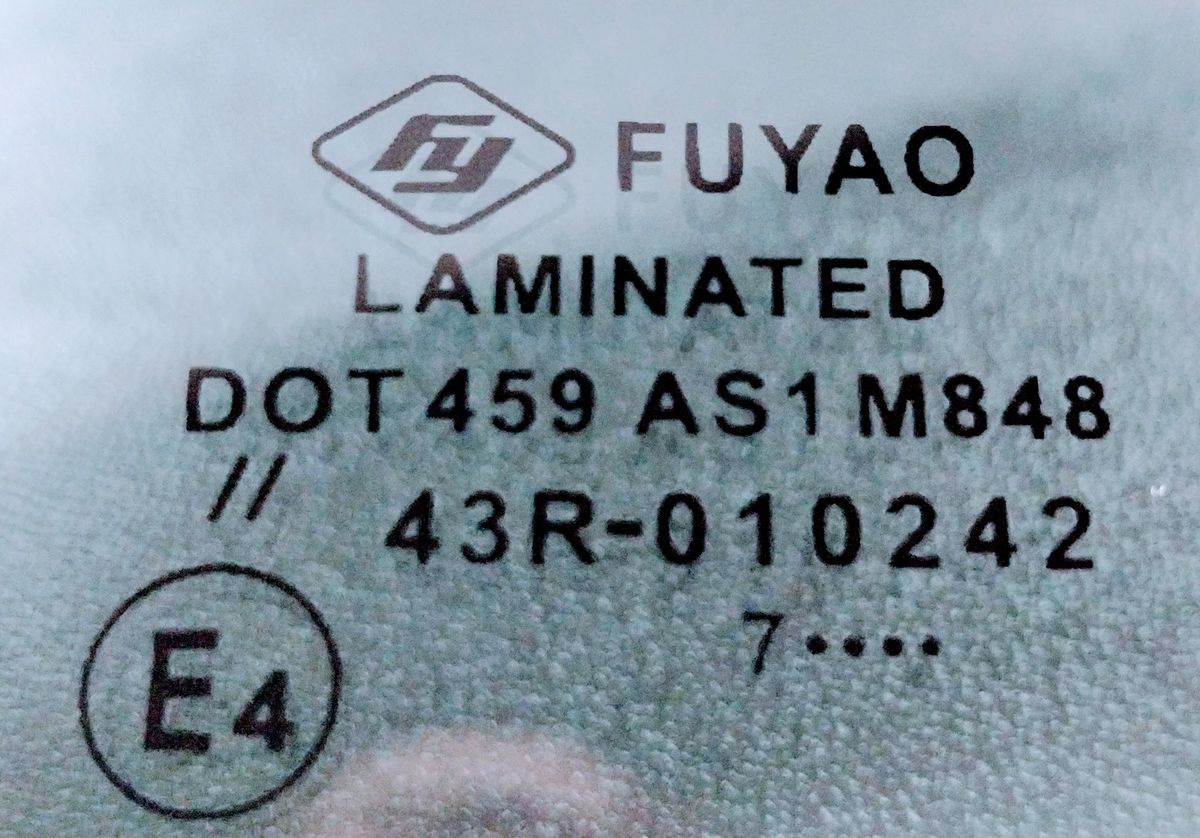 fy FUYAO
LAMINATED
DOT 459 AS1 M848
// 43R-010242
7 ••••
E4